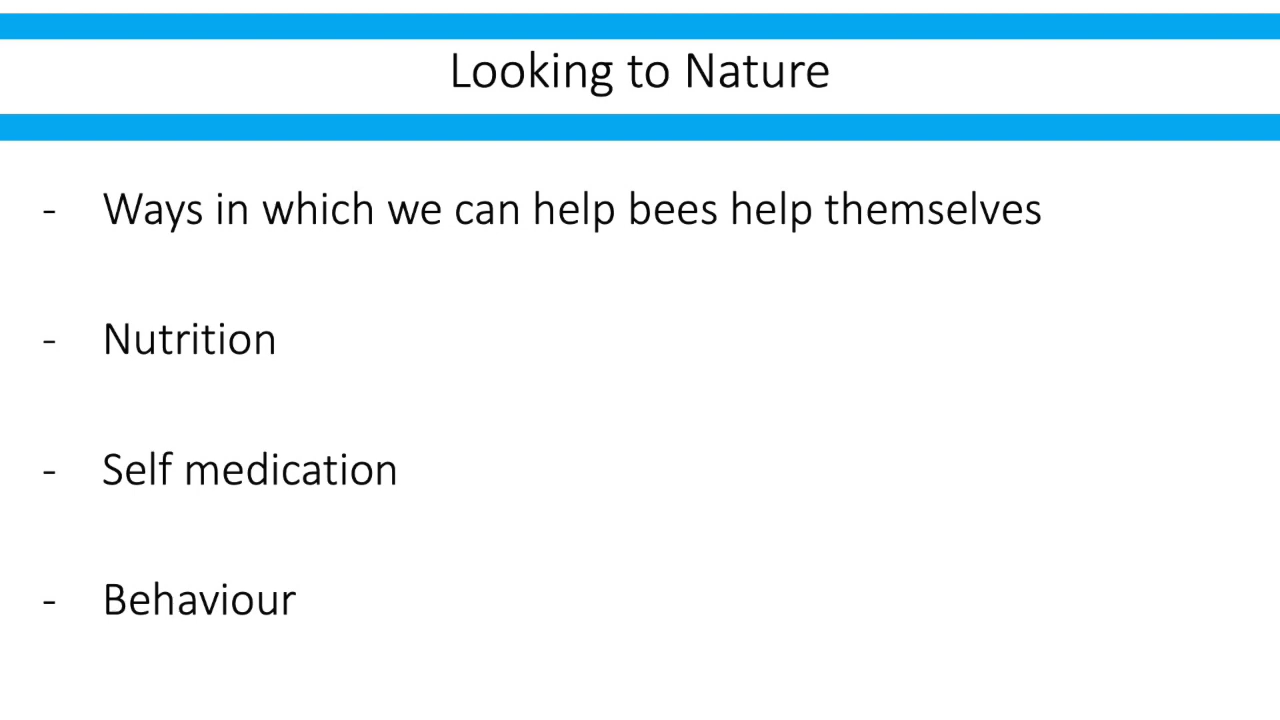 Looking to Nature
- Ways in which we can help bees help themselves
- Nutrition
- Self medication
- Behaviour